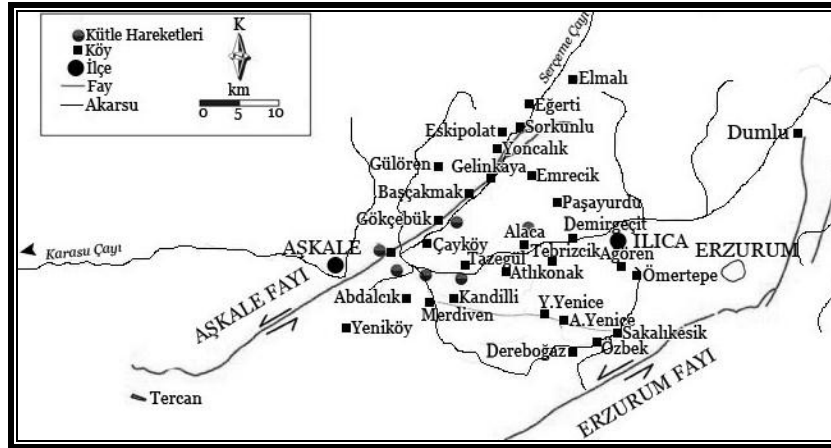 Kütle Hareketleri
Köy
İlçe
Fay
Akarsu
K
km
0 5 10
Serçeme Çayı
Elmalı
Eğerti
Sorkunlu
Eskipolat
Yoncalık
Dumlu
Gülören
Gelinkaya
Emrecik
Başçakmak
Paşayurdu
Gökçebük
Demirgeçit
Alaca
ILICA
Karasu Çayı
AŞKALE
Çayköy
Tebrizcik
Ağören
ERZURUM
Tazegül
Atlıkonak
Ömertepe
AŞKALE FAYI
Abdalcık
Kandilli
Merdiven
Y.Yenice
A.Yenice
Yeniköy
Sakalıkesik
Özbek
Dereboğaz
ERZURUM FAYI
Tercan